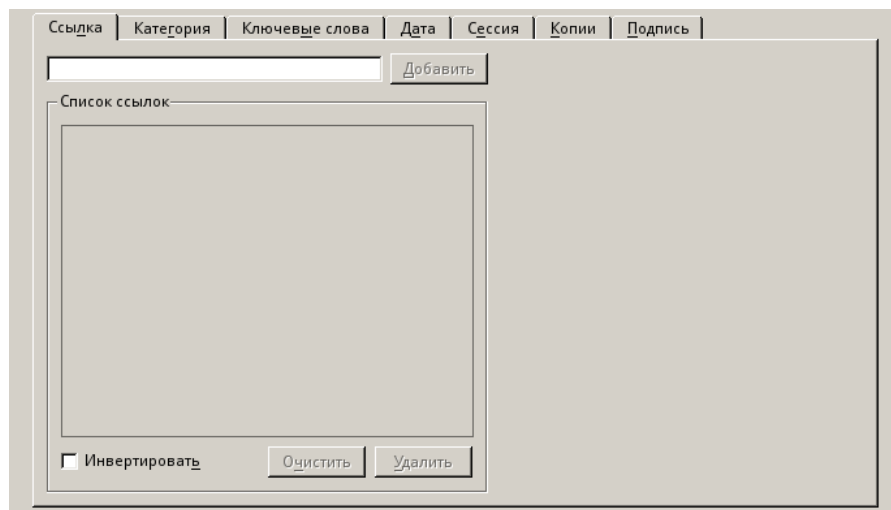 Ссылка Категория Ключевые слова Дата Сессия Копии Подпись
Добавить
Список ссылок
Инвертировать Очистить Удалить